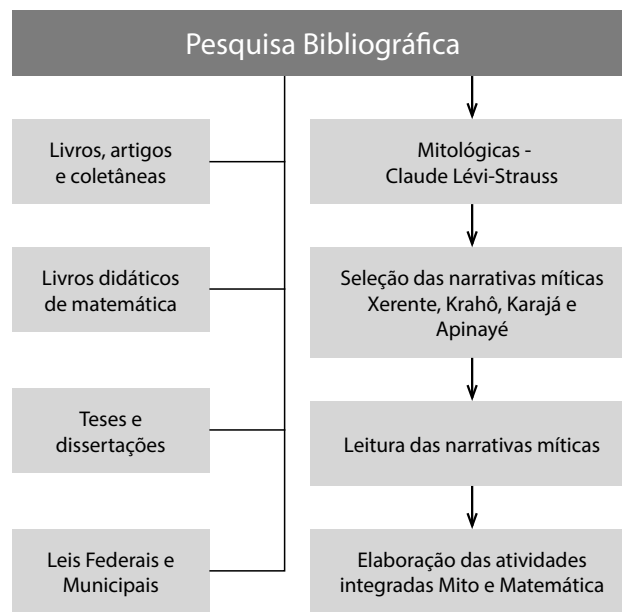 Pesquisa Bibliográfica
Livros, artigos
e coletâneas
Livros didáticos
de matemática
Teses e
dissertações
Leis Federais e
Municipais
Mitológicas -
Claude Lévi-Strauss
Seleção das narrativas míticas
Xerente, Krahô, Karajá e
Apinayé
Leitura das narrativas míticas
Elaboração das atividades
integradas Mito e Matemática